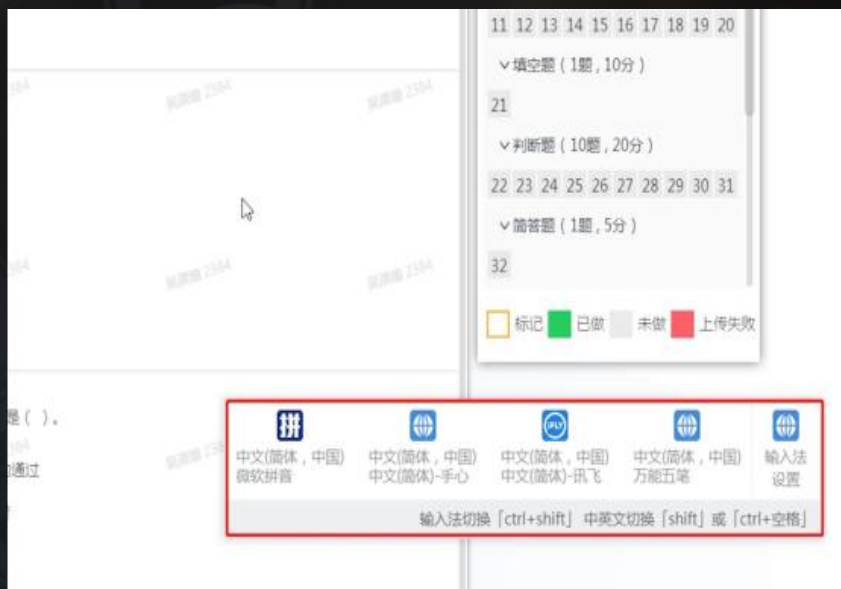 11 12 13 14 15 16 17 18 19 20
填空题 ( 1题 , 10分 )
21
判断题 ( 10题 , 20分 )
22 23 24 25 26 27 28 29 30 31
简答题 ( 1题 , 5分 )
32
标记 已做 未做 上传失败
是 ( ) 。
通过
拼
iFLY
中文(简体 , 中国) 中文(简体 , 中国) 中文(简体 , 中国) 中文(简体 , 中国) 输入法
微软拼音 中文(简体)-手心 中文(简体)-讯飞 万能五笔 设置
输入法切换「ctrl+shift」 中英文切换「shift」或「ctrl+空格」